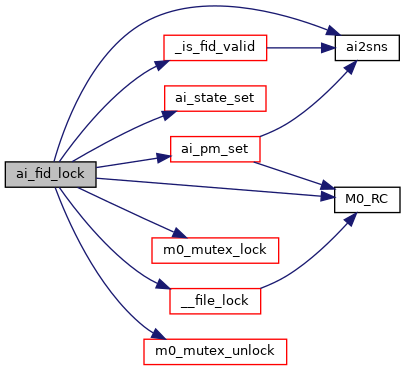 ai_fid_lock
_is_fid_valid
ai2sns
ai_state_set
ai_pm_set
M0_RC
m0_mutex_lock
__file_lock
m0_mutex_unlock